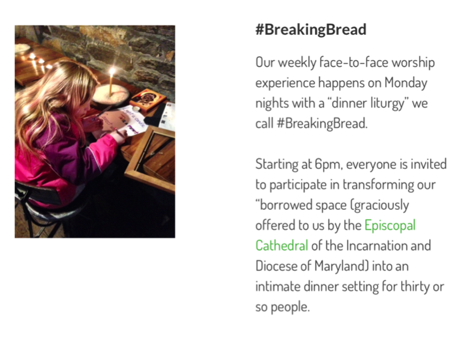 #BreakingBread
Our weekly face-to-face worship
experience happens on Monday
nights with a “dinner liturgy” we
call #BreakingBread.
Starting at 6pm, everyone is invited
to participate in transforming our
“borrowed space (graciously
offered to us by the Episcopal
Cathedral of the Incarnation and
Diocese of Maryland) into an
intimate dinner setting for thirty or
so people.